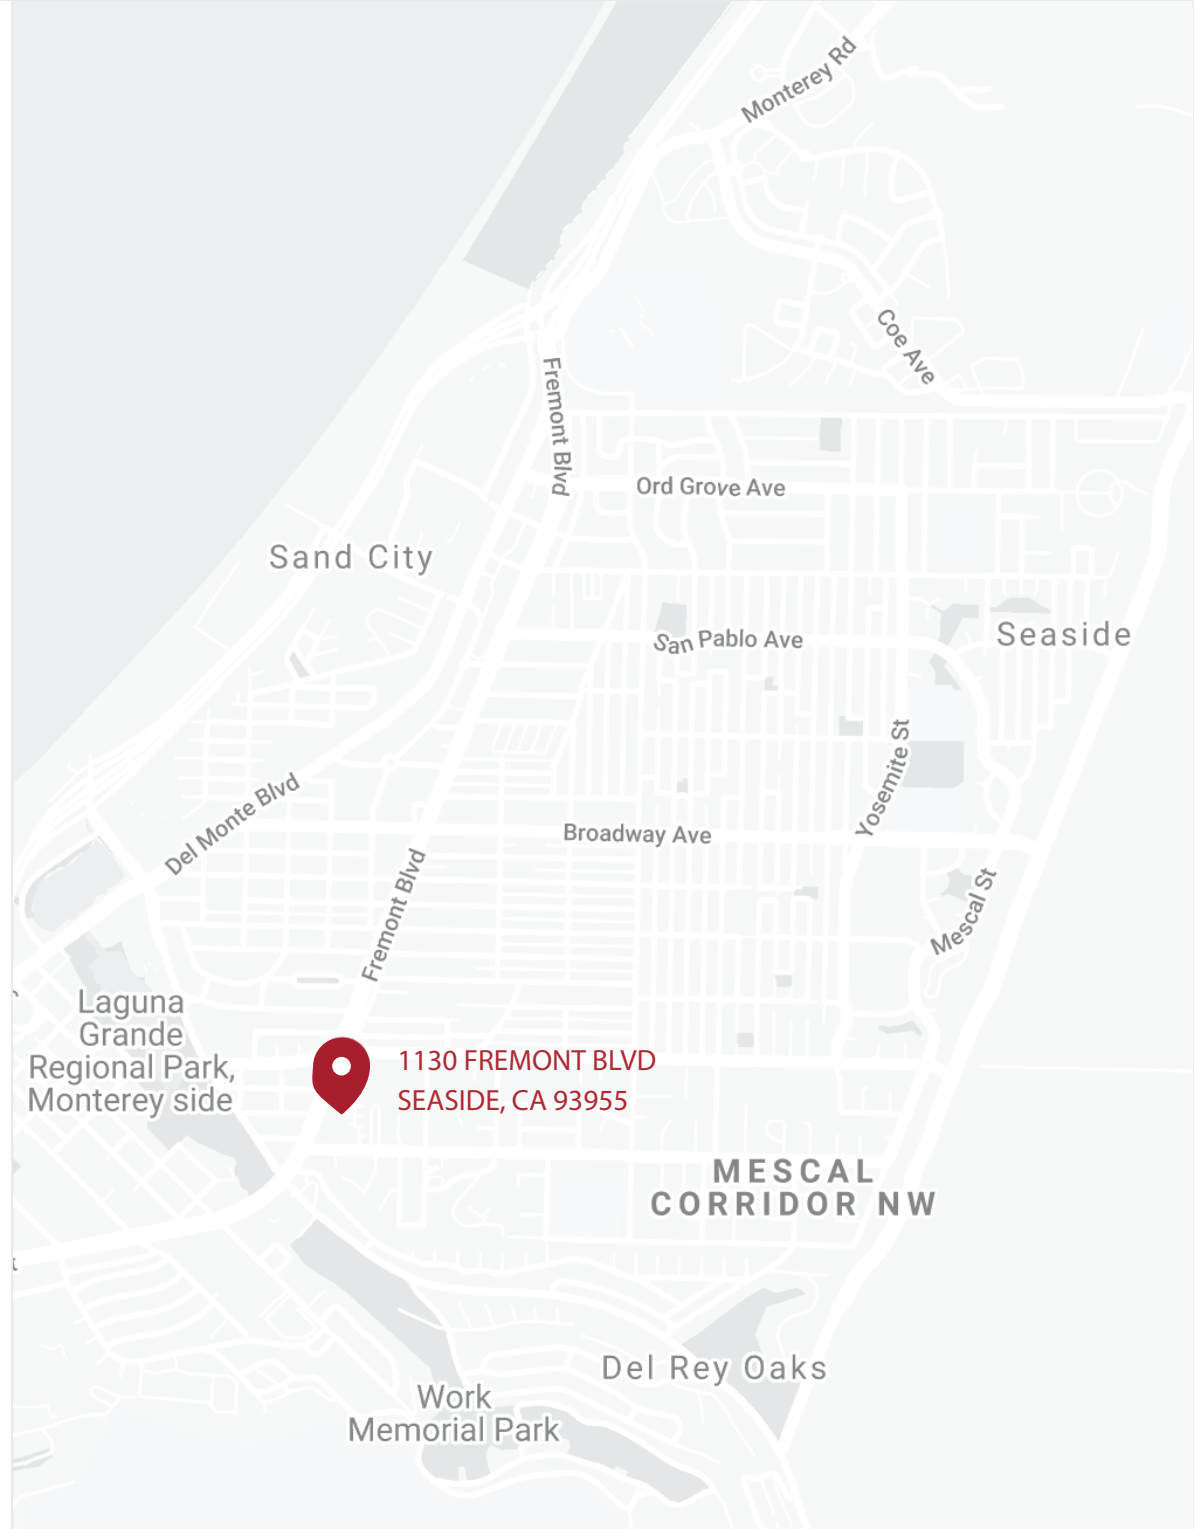 Monterey Rd
Coe Ave
Fremont Blvd
Ord Grove Ave
Sand City
San Pablo Ave
Seaside
Yosemite St
Del Monte Blvd
Broadway Ave
Fremont Blvd
Mescal St
Laguna
Grande
Regional Park,
Monterey side
1130 FREMONT BLVD
SEASIDE, CA 93955
MESCAL
CORRIDOR NW
Del Rey Oaks
Work
Memorial Park